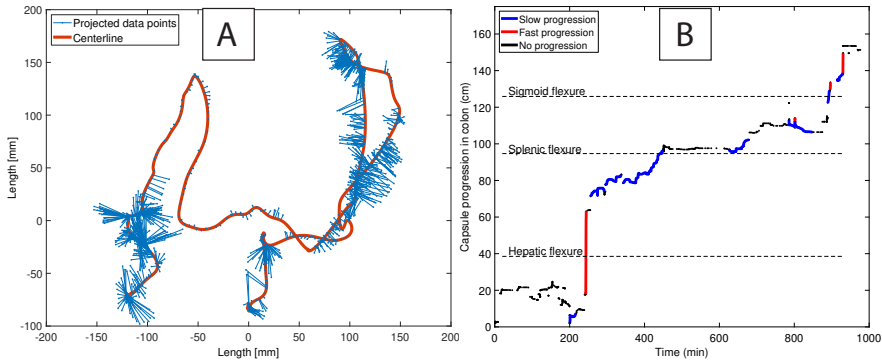 Projected data points
Centerline
A
200
150
100
50
0
-50
-100
-200
-150
-100
-50
0
50
100
150
200
Length [mm]
Length [mm]
Slow progression
Fast progression
No progression
B
160
140
120
100
80
60
40
20
0
Sigmoid flexure
Splenic flexure
Hepatic flexure
0
200
400
600
800
1000
Time (min)
Capsule progression in colon (cm)